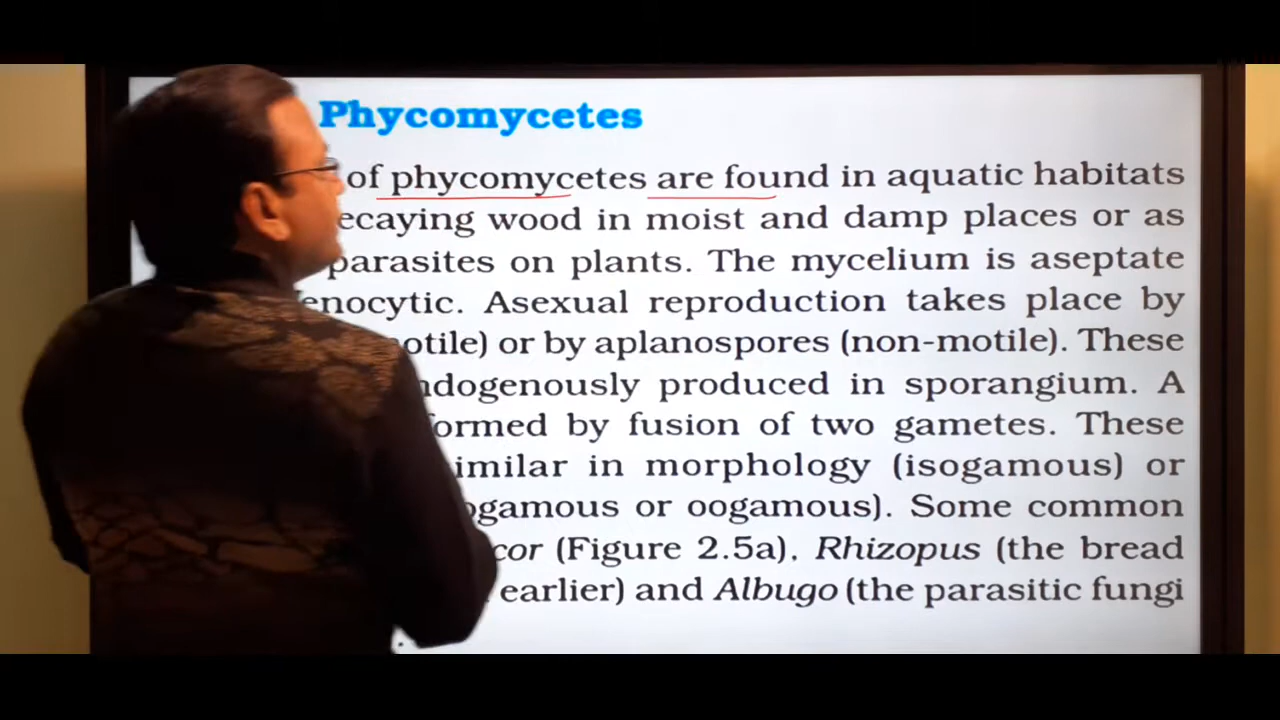 Phycomycetes
of phycomycetes are found in aquatic habitats
ecaying wood in moist and damp places or as
parasites on plants. The mycelium is aseptate
enocytic. Asexual reproduction takes place by
otile) or by aplanospores (non-motile). These
ndogenously produced in sporangium. A
ormed by fusion of two gametes. These
imilar in morphology (isogamous) or
ogamous or oogamous). Some common
cor (Figure 2.5a), Rhizopus (the bread
earlier) and Albugo (the parasitic fungi